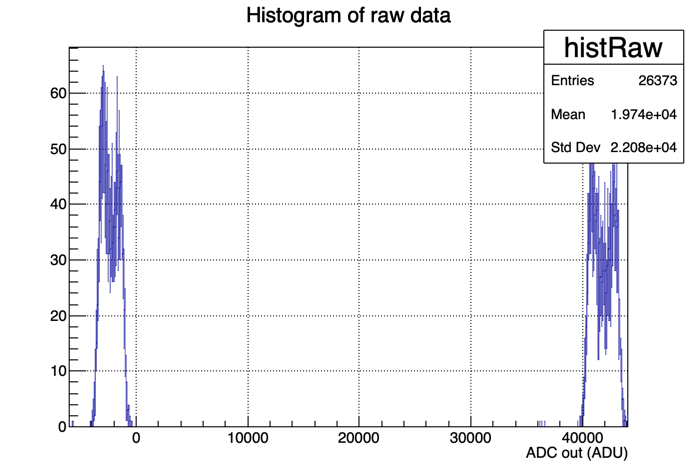 Histogram of raw data
histRaw
Entries 26373
Mean 1.974e+04
Std Dev 2.208e+04
60
50
40
30
20
10
0
0 10000 20000 30000 40000
ADC out (ADU)